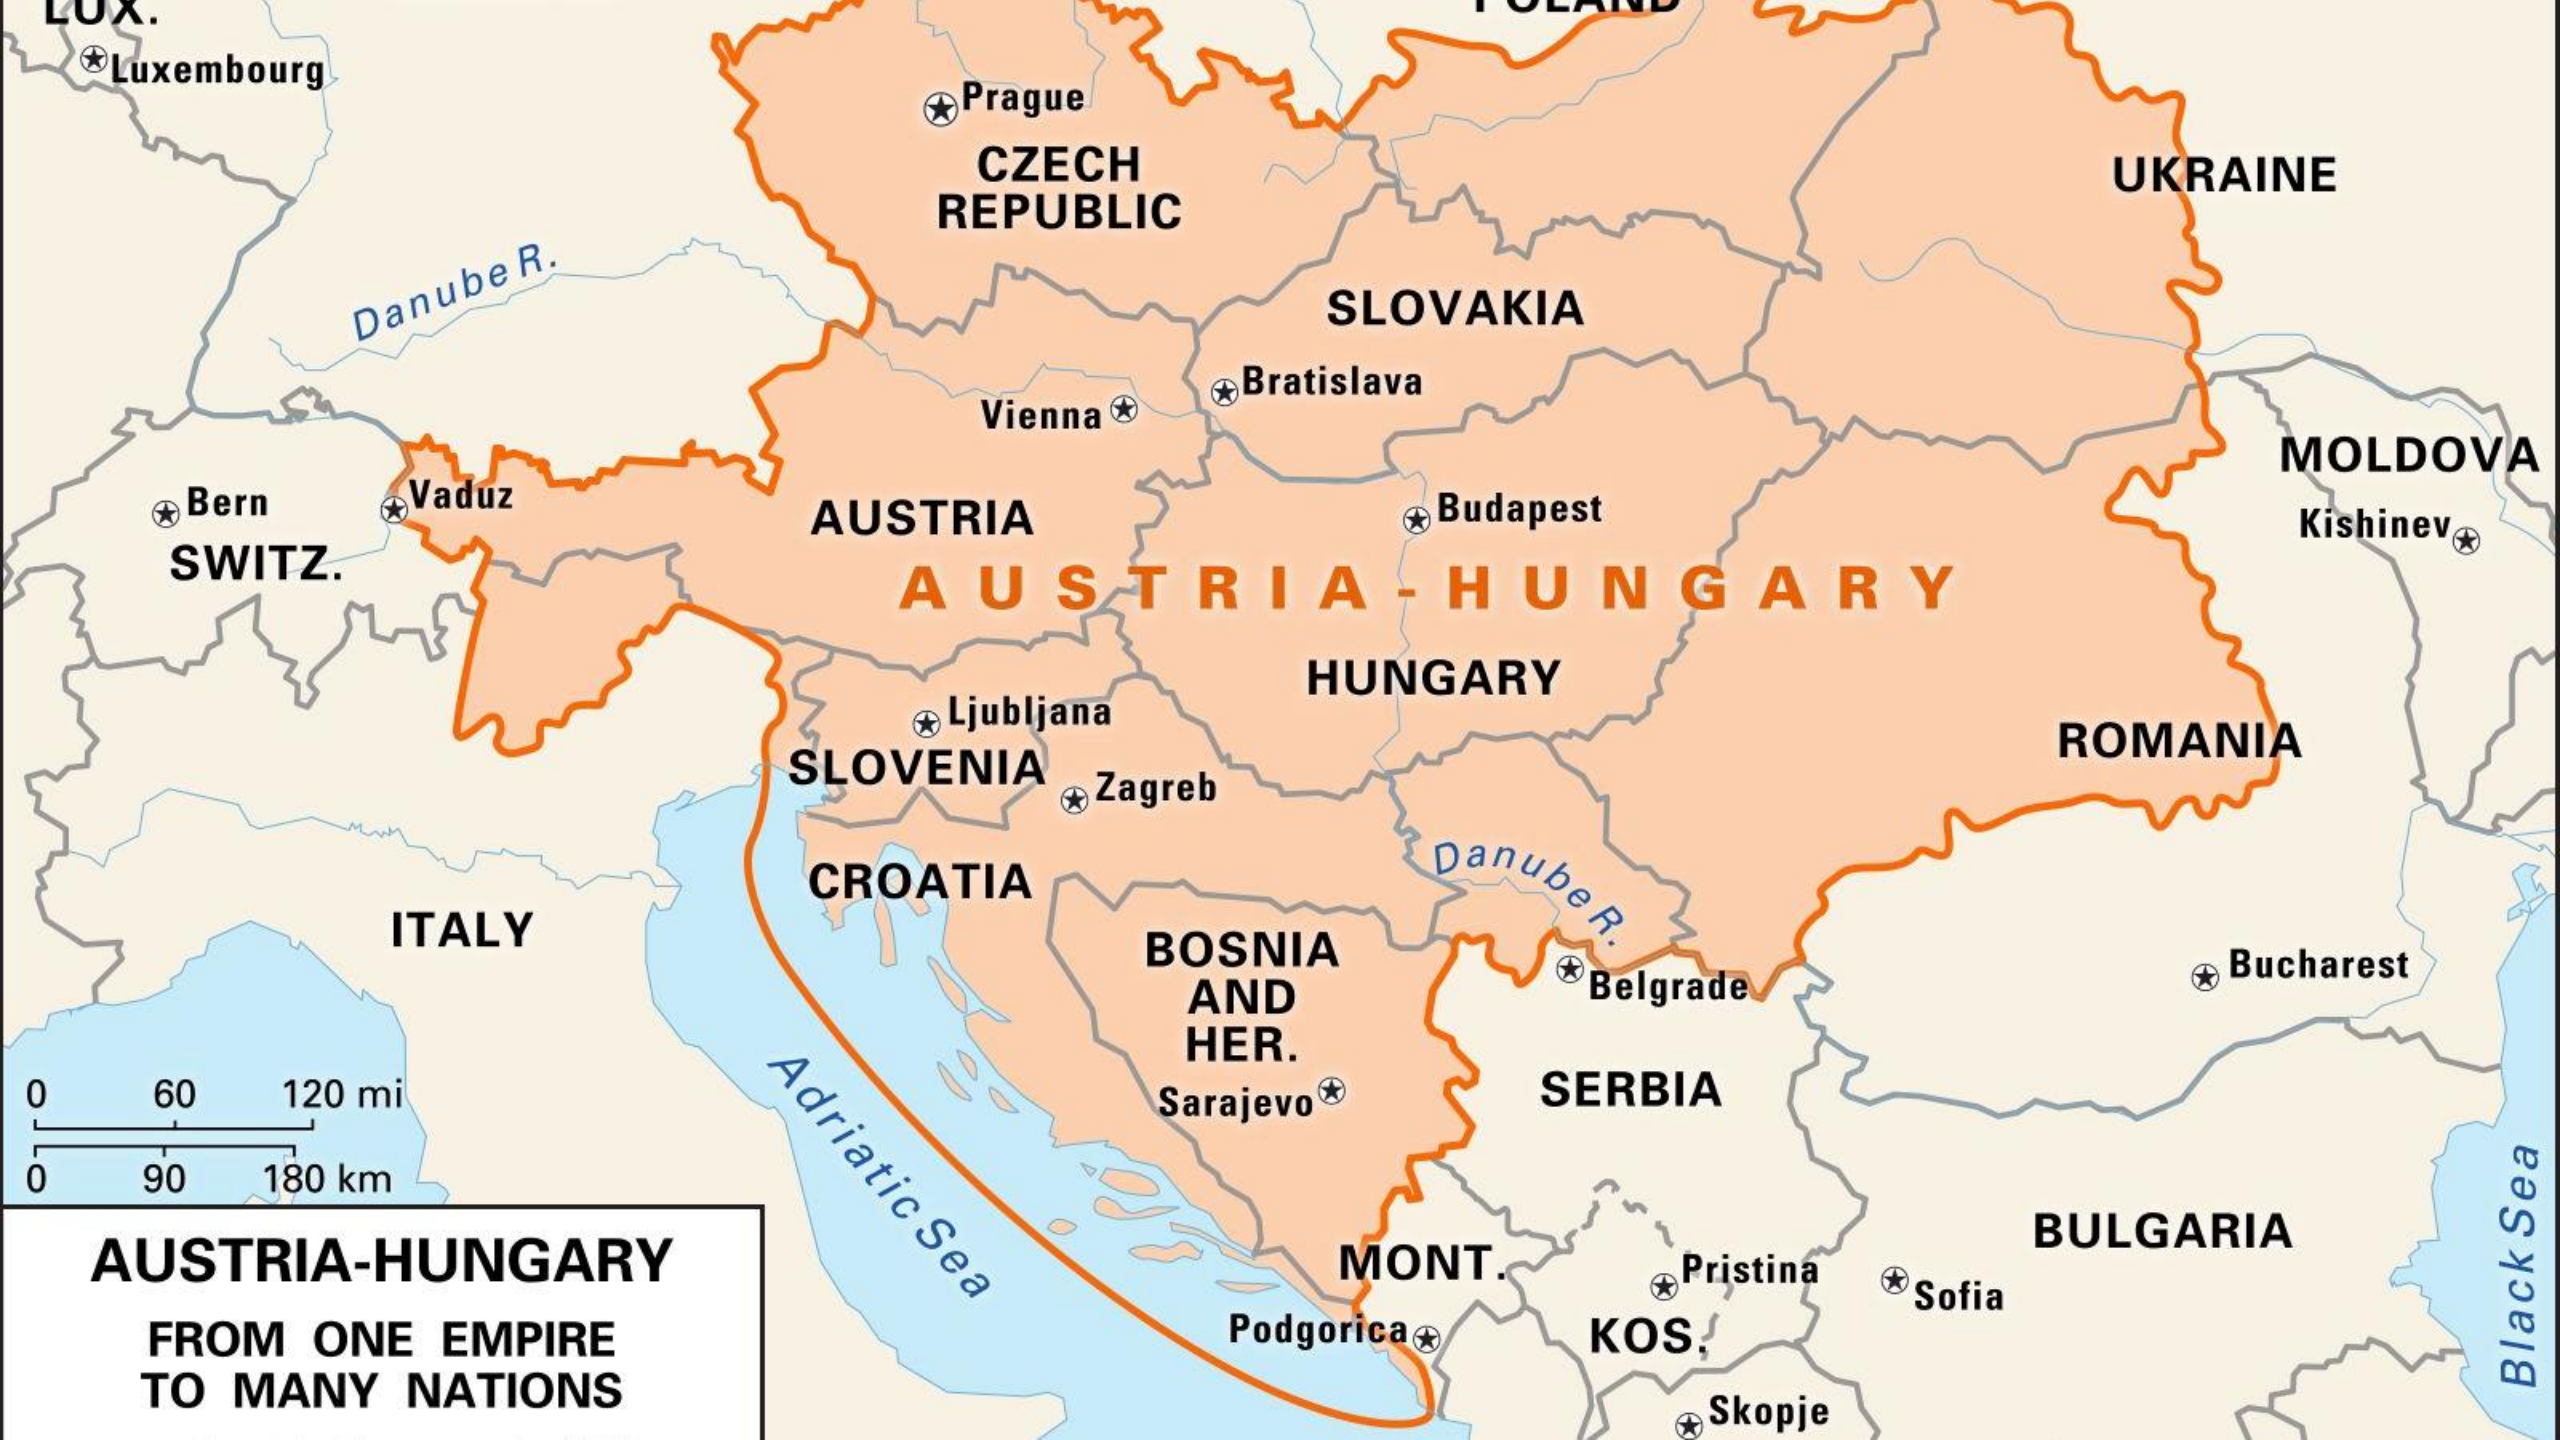 LUX.
Luxembourg
POLAND
Prague
CZECH
REPUBLIC
UKRAINE
Danube R.
SLOVAKIA
Bratislava
Vienna
MOLDOVA
Kishinev
Bern
SWITZ.
Vaduz
AUSTRIA
Budapest
AUSTRIA-HUNGARY
HUNGARY
Ljubljana
SLOVENIA
Zagreb
ROMANIA
CROATIA
Danube R.
ITALY
BOSNIA
AND
HER.
Sarajevo
Belgrade
Bucharest
SERBIA
Adriatic Sea
0 60 120 mi
0 90 180 km
MONT.
Podgorica
Pristina
KOS.
Sofia
BULGARIA
Black Sea
Skopje
AUSTRIA-HUNGARY
FROM ONE EMPIRE
TO MANY NATIONS